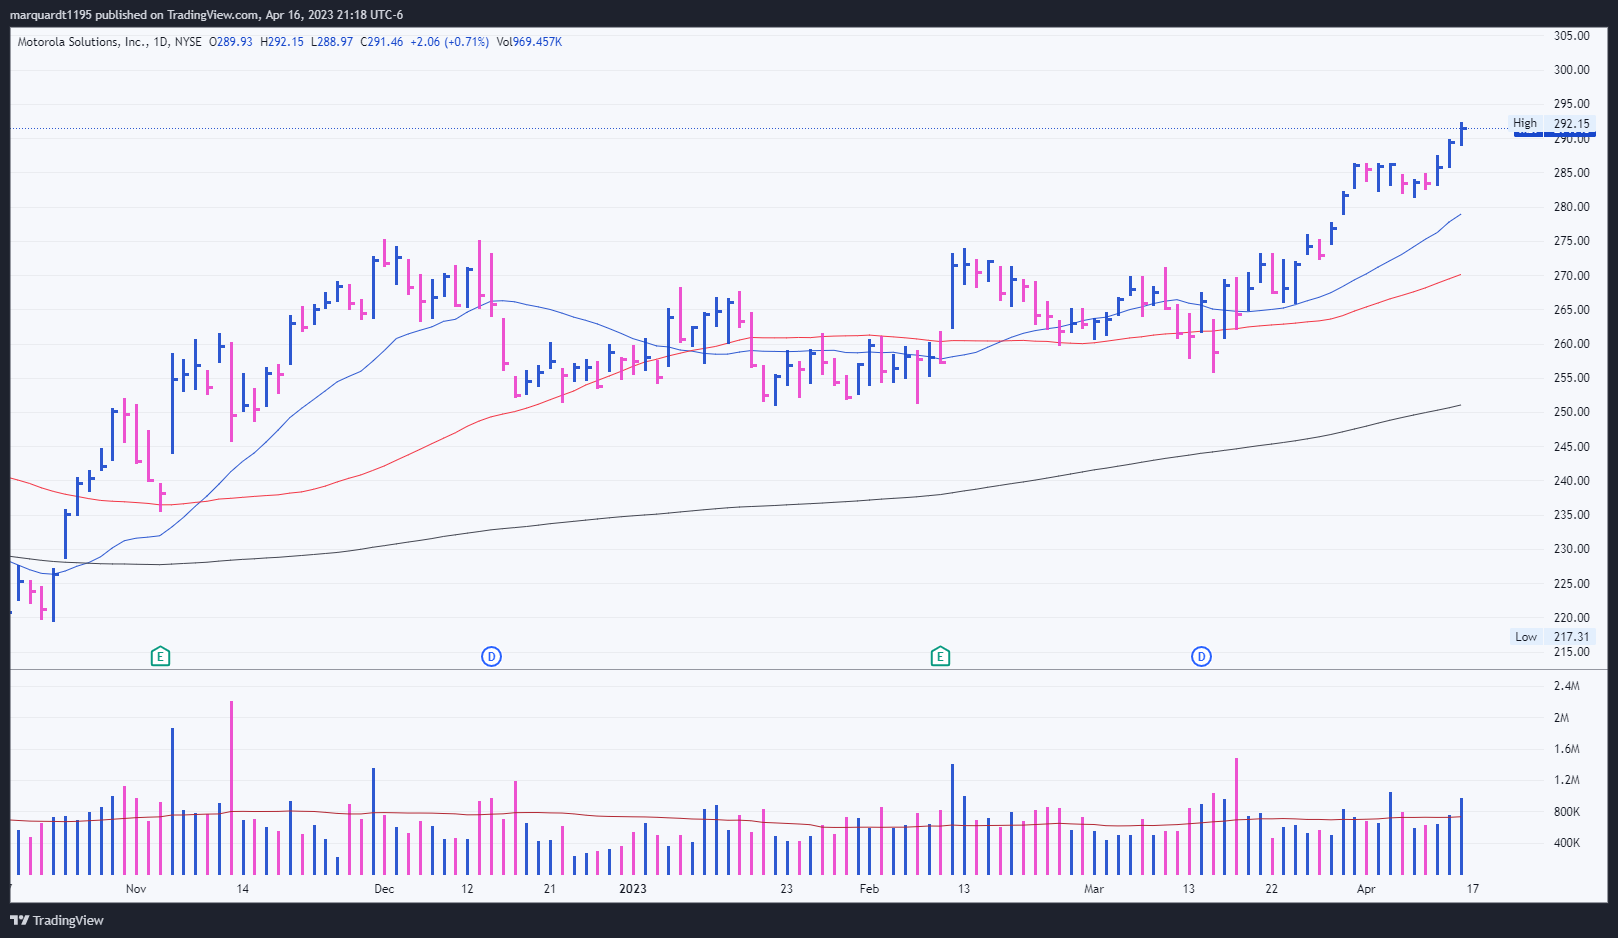 marquardt1195 published on TradingView.com, Apr 16, 2023 21:18 UTC-6
Motorola Solutions, Inc., 1D, NYSE O289.93 H292.15 L288.97 C291.46 +2.06 (+0.71%) Vol969.457K
305.00
300.00
295.00
High 292.15
290.00
285.00
280.00
275.00
270.00
265.00
260.00
255.00
250.00
245.00
240.00
235.00
230.00
225.00
220.00
Low 217.31
215.00
E D E D
2.4M
2M
1.6M
1.2M
800K
400K
Nov 14 Dec 12 21 2023 23 Feb 13 Mar 13 22 Apr 17
TradingView